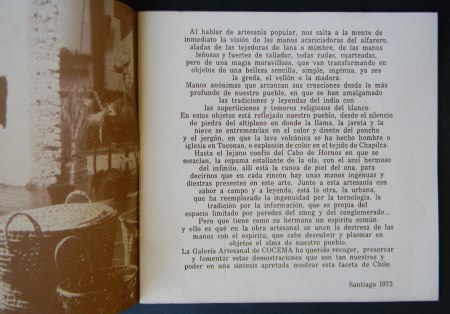 Al hablar de artesanía popular, nos salta a la mente de
inmediato la visión de las manos acariciadoras del alfarero,
aladas de las tejedoras de lana o mimbre, de las manos
leñosas y fuertes de tallador, todas rudas, cuarteadas,
pero de una magia maravillosa, que van transformando en
objetos de una belleza sencilla, simple, ingénua, ya sea
la greda, el vellón o la madera.
Manos anónimas que arrancan sus creaciones desde lo más
profundo de nuestro pueblo, en que se han amalgamado
las tradiciones y leyendas del indio con
las superticiones y temores religiosos del blanco.
En estos objetos está reflejado nuestro pueblo, desde el silencio
de piedra del altiplano en donde la llama, la jareta y la
nieve se entremezclan en el color y diseño del poncho
y el jergón, en que la lava volcánica se ha hecho hombre o
iglesia en Toconao, o explosión de color en el tejido de Chapilca.
Hasta el lejano confín del Cabo de Hornos en que se
mezclan, la espuma estallante de la ola, con el azul hermoso
del infinito, allí está la canoa de piel del ona, para
decirnos que en cada rincón hay unas manos ingénuas y
diestras presentes en este arte. Junto a esta artesanía con
sabor a campo y a leyenda, está la otra, la urbana,
que ha reemplazado la ingenuidad por la tecnología, la
tradición por la información, que es propia del
espacio limitado por paredes del smog y del conglomerado...
Pero que tiene como su hermana un espíritu común
y ello es que en la obra artesanal se unen la destreza de las
manos con el espíritu, que sabe descubrir y plasmar en
objetos el alma de nuestro pueblo.
La Galería Artesanal de COCEMA ha querido recoger, preservar
y fomentar estas demostraciones que son tan nuestros y
poder en una síntesis apretada mostrar esta faceta de Chile.
Santiago 1972